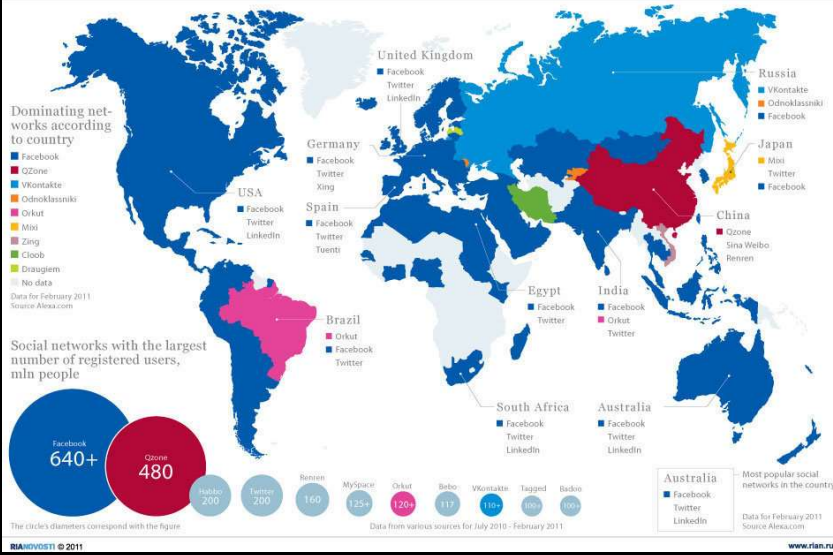 United Kingdom
Facebook
Twitter
LinkedIn
Russia
VKontakte
Odnoklassniki
Facebook
Dominating net-
works according
to country
Facebook
QZone
VKontakte
Odnoklassniki
Orkut
Mixi
Zing
Cloob
Draugiem
No data
Data for February 2011
Source Alexa.com
Germany
Facebook
Twitter
Xing
Japan
Mixi
Twitter
Facebook
USA
Facebook
Twitter
LinkedIn
Spain
Facebook
Twitter
Tuenti
China
Qzone
Sina Weibo
Renren
Egypt
Facebook
Twitter
India
Facebook
Orkut
Twitter
Brazil
Orkut
Facebook
Twitter
South Africa
Facebook
Twitter
LinkedIn
Australia
Facebook
Twitter
LinkedIn
Social networks with the largest
number of registered users,
mln people
Facebook
640+
Qzone
480
Habbo
200
Twitter
200
Renren
160
MySpace
125+
Orkut
120+
Bebo
117
VKontakte
110+
Tagged
100+
Badoo
100+
Australia
Facebook
Twitter
LinkedIn
Most popular social
networks in the country
Data for February 2011
Source Alexa.com
The circle's diameters correspond with the figure
Data from various sources for July 2010 - February 2011
RIANOVOSTI © 2011
www.rian.ru